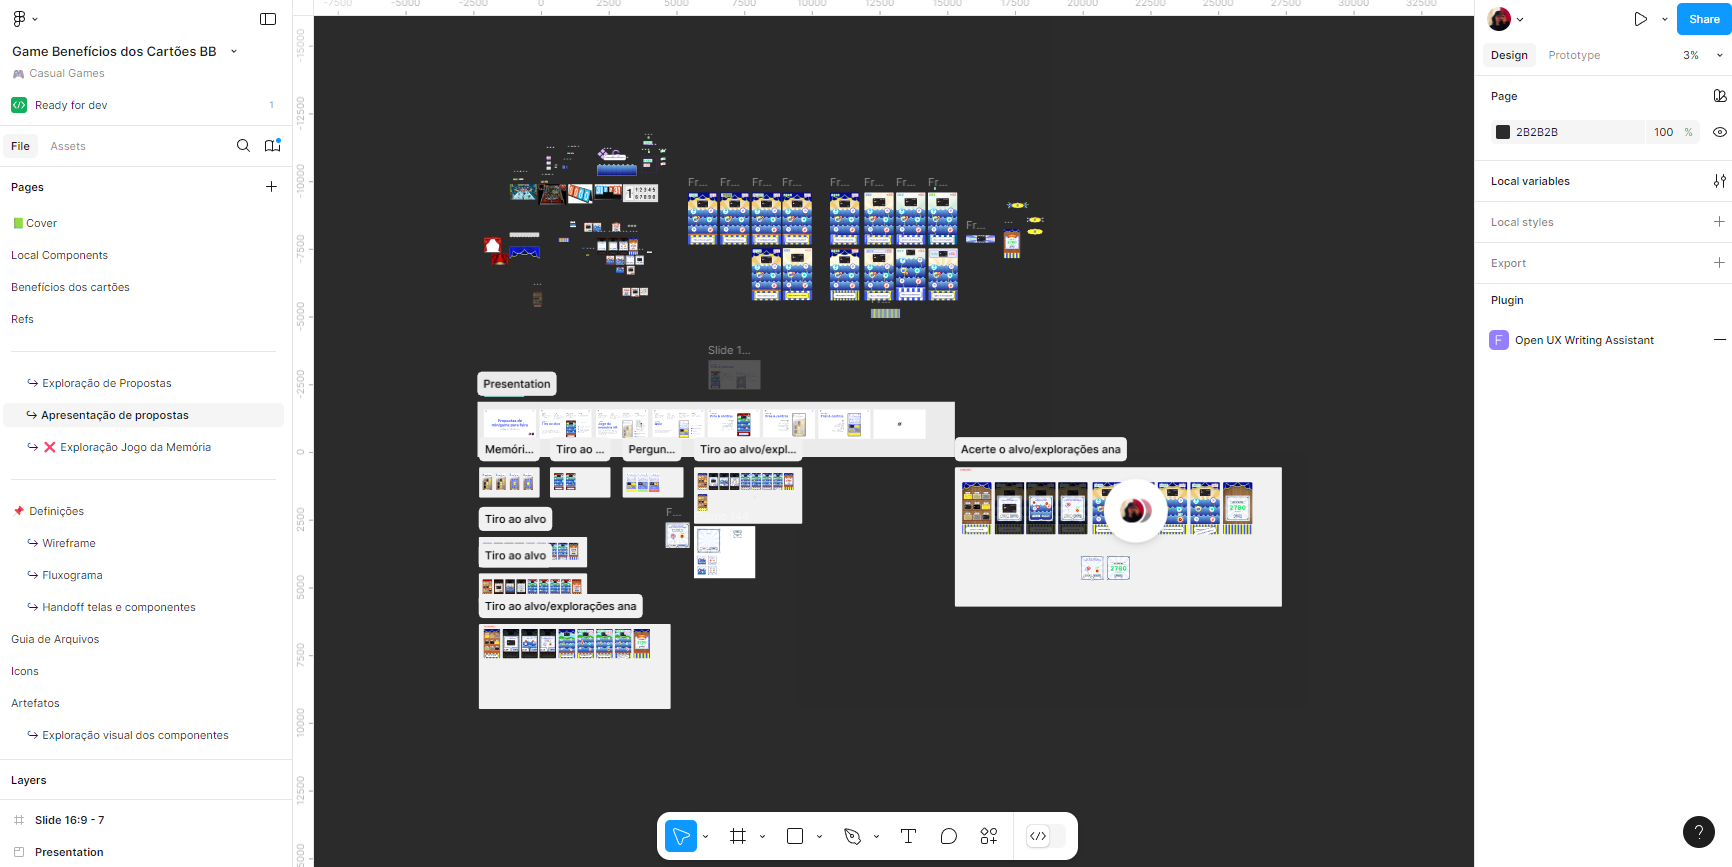 Game Benefícios dos Cartões BB
Casual Games
Ready for dev
1
File
Assets
Pages
Cover
Local Components
Benefícios dos cartões
Refs
Exploração de Propostas
Apresentação de propostas
Exploração Jogo da Memória
Definições
Wireframe
Fluxograma
Handoff telas e componentes
Guia de Arquivos
Icons
Artefatos
Exploração visual dos componentes
Layers
Slide 16:9 - 7
Presentation
-7500
-5000
-2500
0
2500
5000
7500
10000
12500
15000
17500
20000
22500
25000
27500
30000
32500
-15000
-12500
-10000
-7500
-5000
-2500
0
2500
5000
7500
10000
12500
15000
Fr...
Fr...
Fr...
Fr...
Fr...
Fr...
Fr...
Fr...
Fr...
Slide 1...
Presentation
Memóri...
Tiro ao ...
Pergun...
Tiro ao alvo/expl...
Acerte o alvo/explorações ana
Tiro ao alvo
F...
Tiro ao alvo
Tiro ao alvo/explorações ana
2780
2780
Share
Design
Prototype
3%
Page
2B2B2B
100
%
Local variables
Local styles
Export
Plugin
F
Open UX Writing Assistant
?